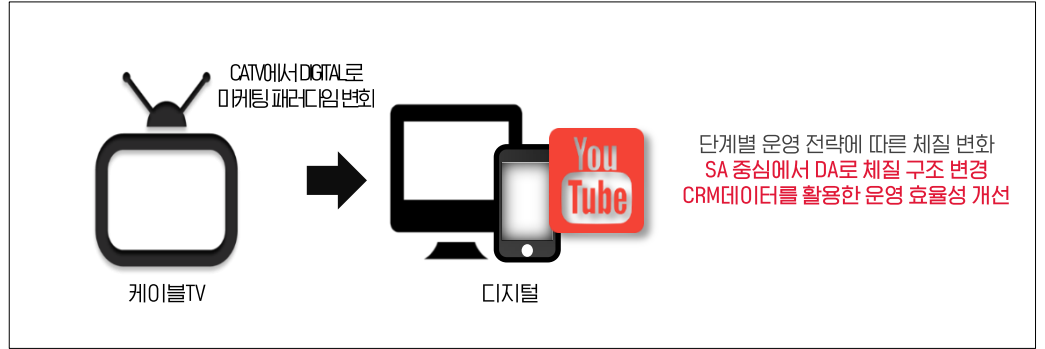 CATV에서 DIGITAL로
마케팅 패러다임 변화
You
Tube
단계별 운영 전략에 따른 체질 변화
SA 중심에서 DA로 체질 구조 변경
CRM데이터를 활용한 운영 효율성 개선
케이블TV
디지털